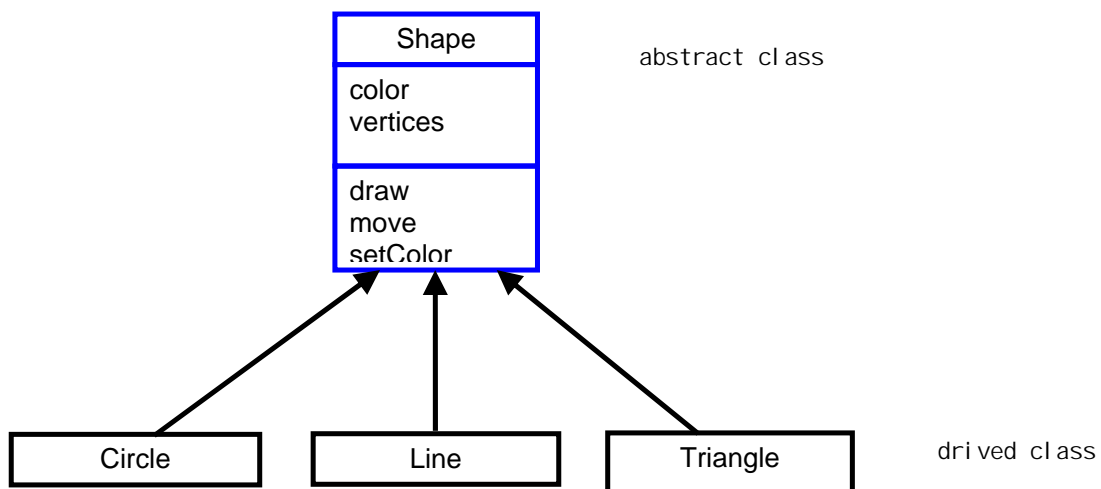 Shape
abstract class
color
vertices
draw
move
setColor
Circle
Line
Triangle
drived class